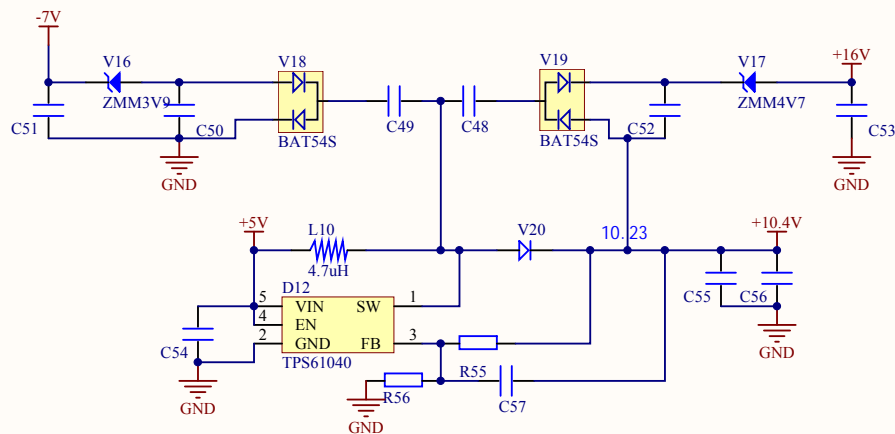 -7V
V16
ZMM3V9
C51
C50
GND
V18
BAT54S
C49
C48
V19
BAT54S
C52
V17
ZMM4V7
+16V
C53
GND
+5V
L10
4.7uH
V20
10.23
+10.4V
C55
C56
GND
D12
5 VIN SW 1
4 EN
2 GND FB 3
TPS61040
C54
GND
R55
R56
C57
GND